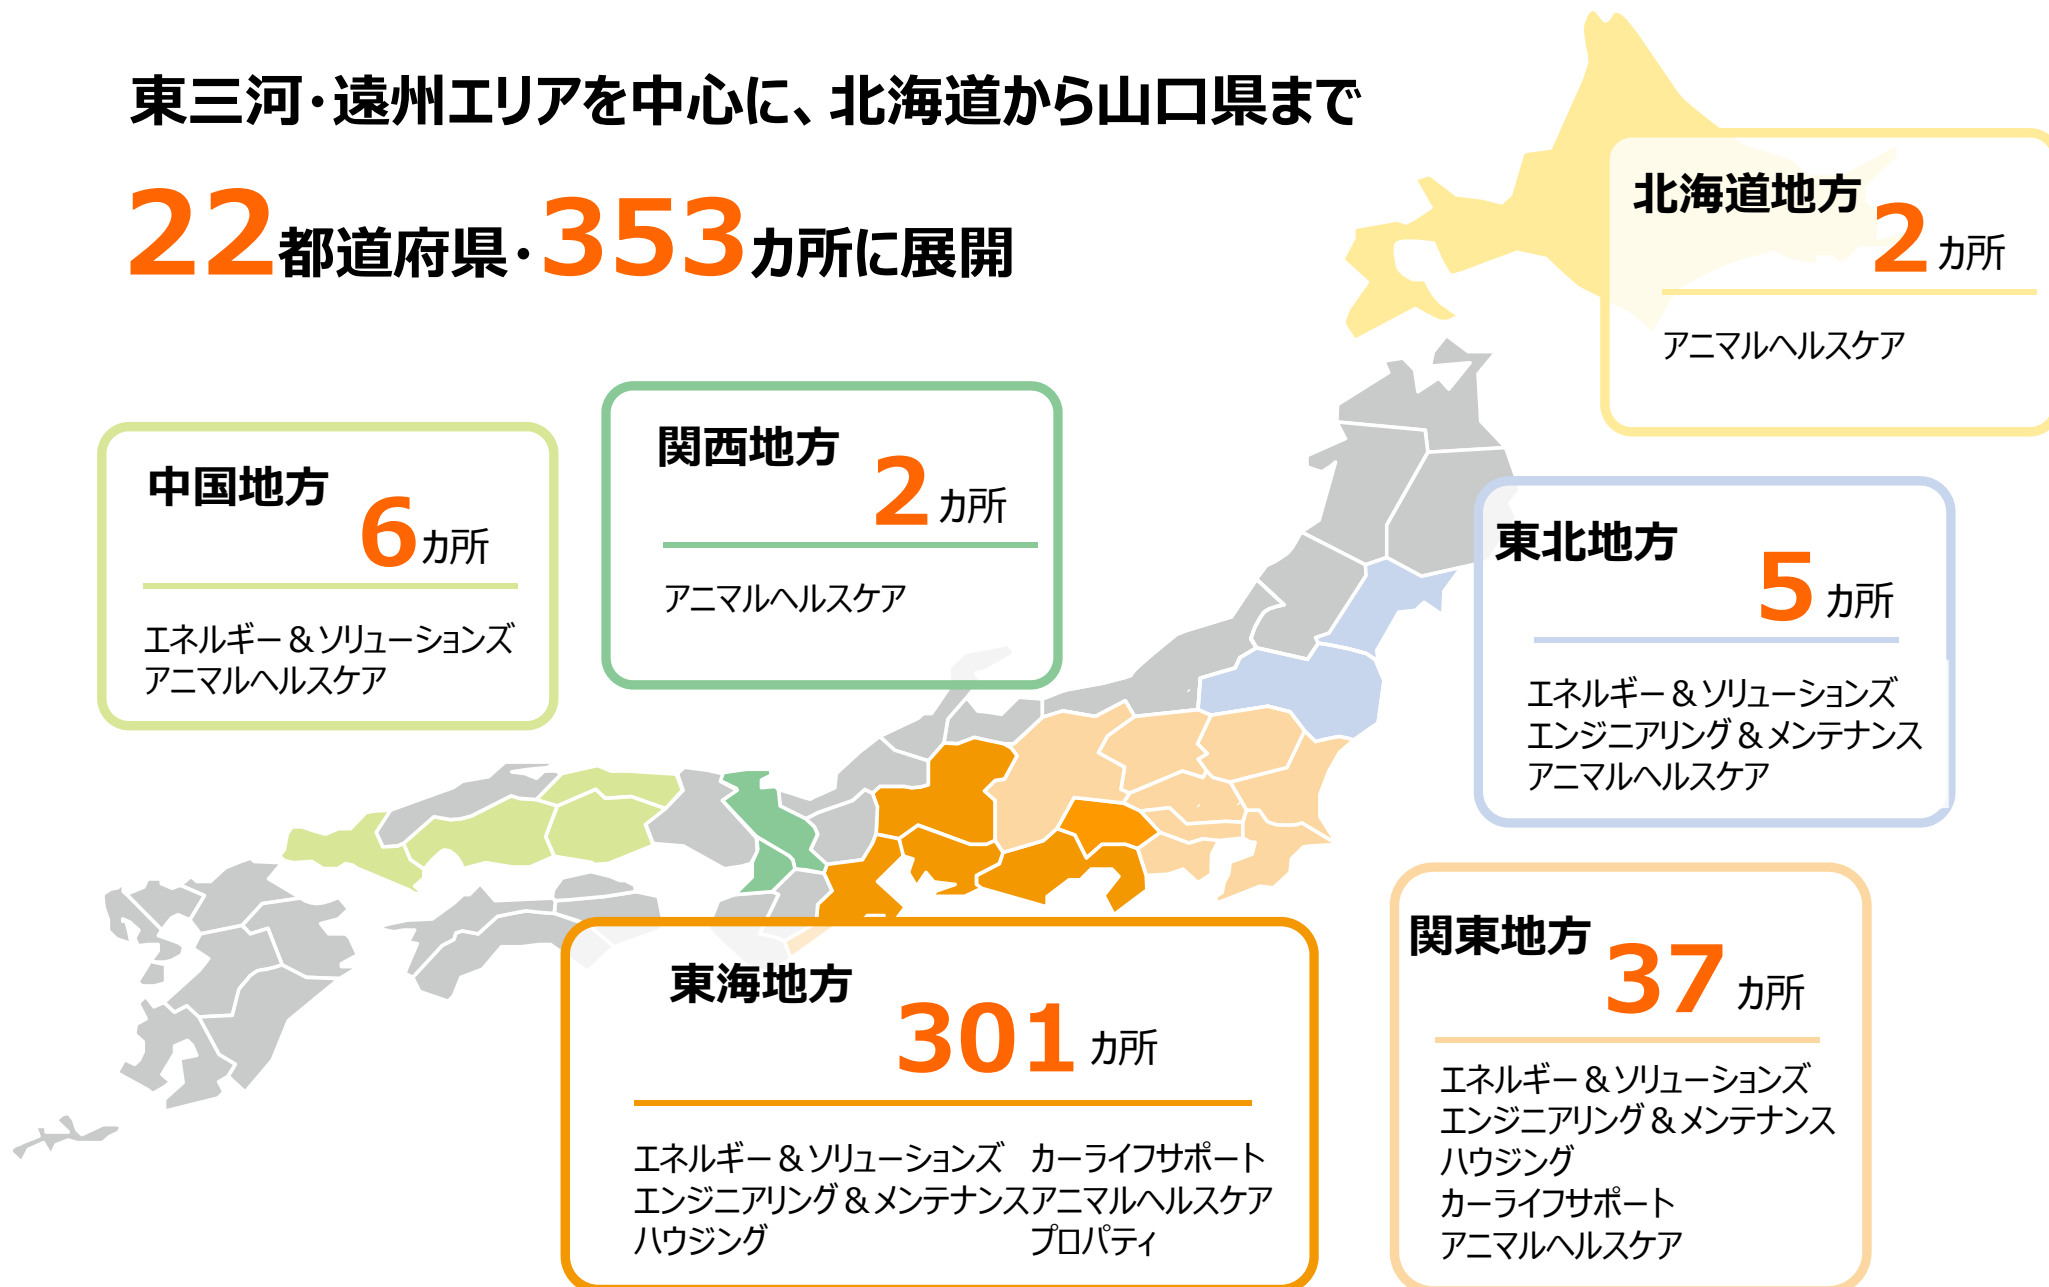 東三河・遠州エリアを中心に、北海道から山口県まで
22都道府県・353カ所に展開
北海道地方
2カ所
アニマルヘルスケア
関西地方
2カ所
アニマルヘルスケア
中国地方
6カ所
エネルギー＆ソリューションズ
アニマルヘルスケア
東北地方
5カ所
エネルギー＆ソリューションズ
エンジニアリング＆メンテナンス
アニマルヘルスケア
関東地方
37カ所
エネルギー＆ソリューションズ
エンジニアリング＆メンテナンス
ハウジング
カーライフサポート
アニマルヘルスケア
東海地方
301カ所
エネルギー＆ソリューションズ
エンジニアリング＆メンテナンス
ハウジング
カーライフサポート
アニマルヘルスケア
プロパティ